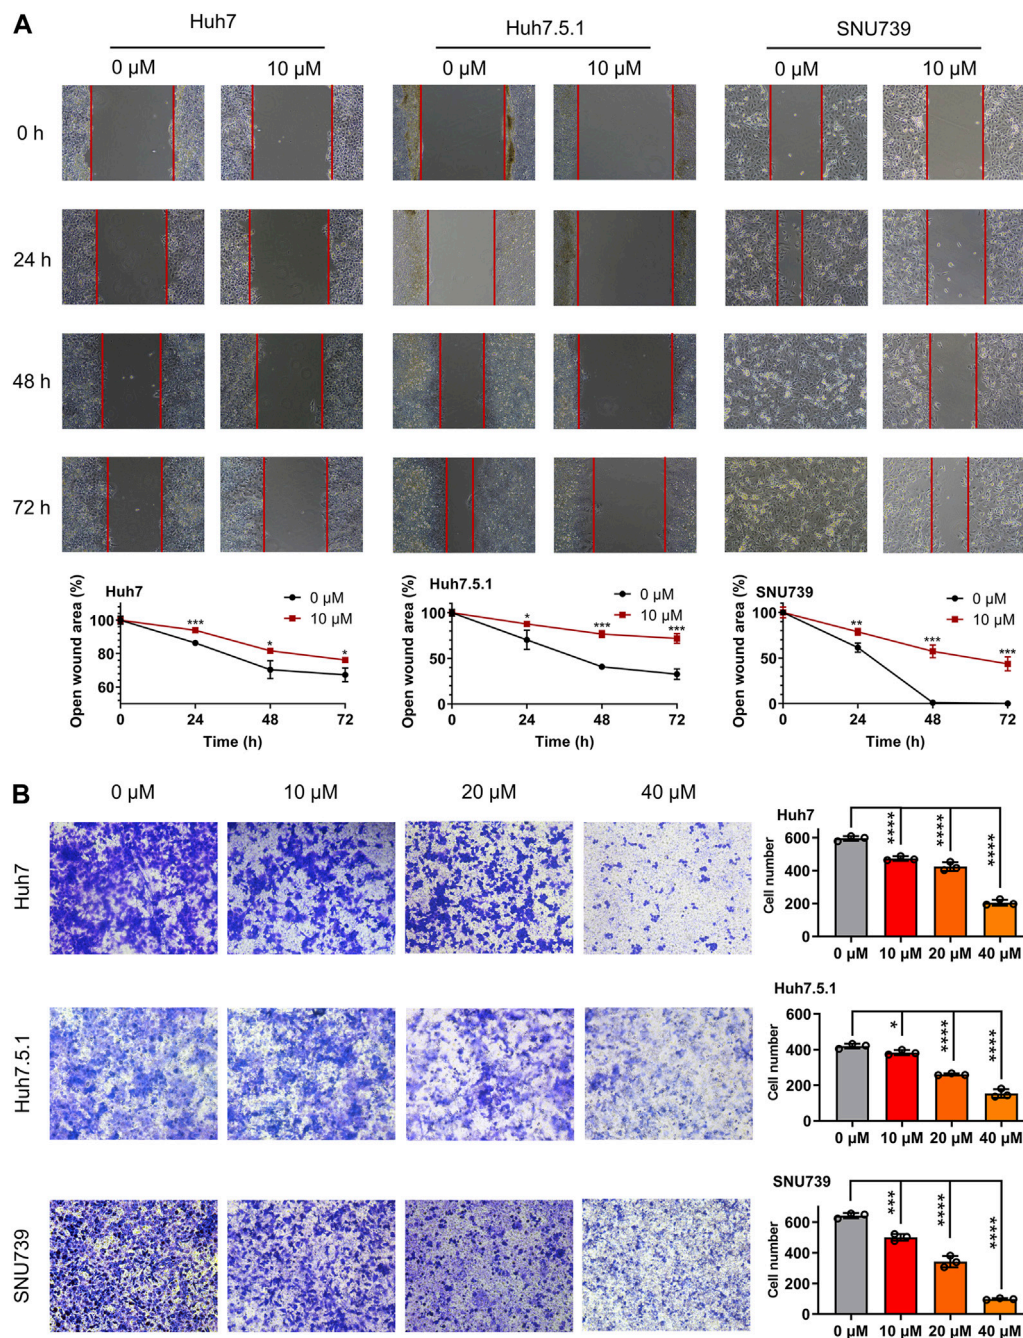 A
Huh7
Huh7.5.1
SNU739
0 µM
10 µM
0 µM
10 µM
0 µM
10 µM
0 h
24 h
48 h
72 h
Huh7
0 µM
10 µM
Open wound area (%)
100
80
60
***
*
*
0
24
48
72
Time (h)
Huh7.5.1
0 µM
10 µM
Open wound area (%)
100
50
0
*
***
***
0
24
48
72
Time (h)
SNU739
0 µM
10 µM
Open wound area (%)
100
50
0
**
***
***
0
24
48
72
Time (h)
B
0 µM
10 µM
20 µM
40 µM
Huh7
Huh7
Cell number
600
400
200
0
****
****
****
0 µM
10 µM
20 µM
40 µM
Huh7.5.1
Huh7.5.1
Cell number
600
400
200
0
*
****
****
0 µM
10 µM
20 µM
40 µM
SNU739
SNU739
Cell number
600
400
200
0
***
****
****
0 µM
10 µM
20 µM
40 µM